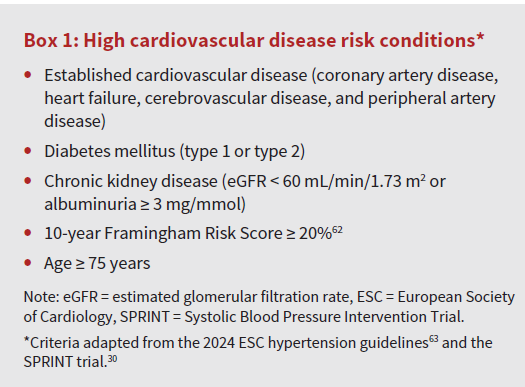 Box 1: High cardiovascular disease risk conditions*
• Established cardiovascular disease (coronary artery disease,
heart failure, cerebrovascular disease, and peripheral artery
disease)
• Diabetes mellitus (type 1 or type 2)
• Chronic kidney disease (eGFR < 60 mL/min/1.73 m² or
albuminuria ≥ 3 mg/mmol)
• 10-year Framingham Risk Score ≥ 20%⁶²
• Age ≥ 75 years
Note: eGFR = estimated glomerular filtration rate, ESC = European Society
of Cardiology, SPRINT = Systolic Blood Pressure Intervention Trial.
*Criteria adapted from the 2024 ESC hypertension guidelines⁶³ and the
SPRINT trial.³⁰